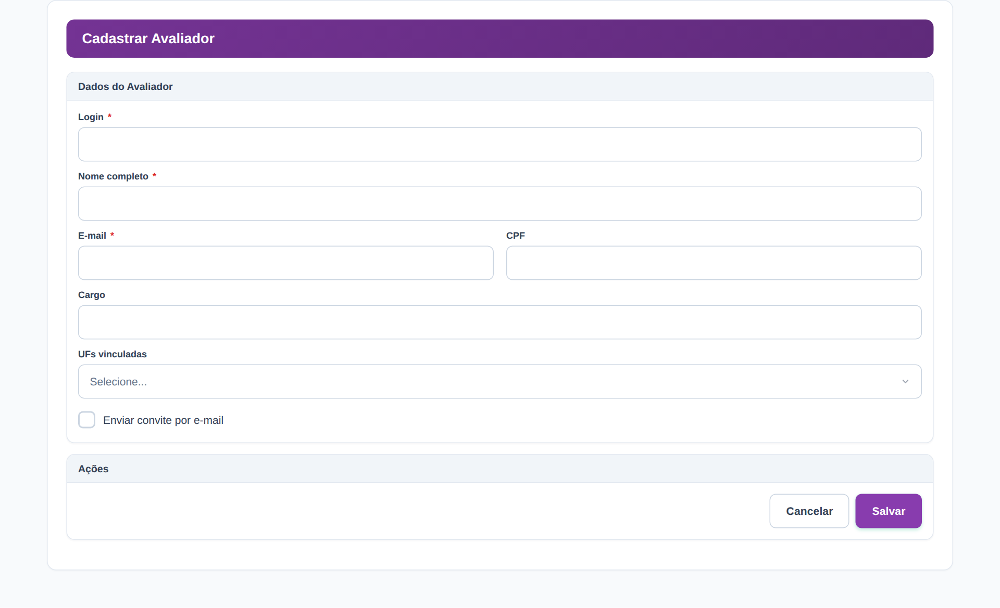 Cadastrar Avaliador
Dados do Avaliador
Login *
Nome completo *
E-mail *
CPF
Cargo
UFs vinculadas
Selecione...
Enviar convite por e-mail
Ações
Cancelar
Salvar